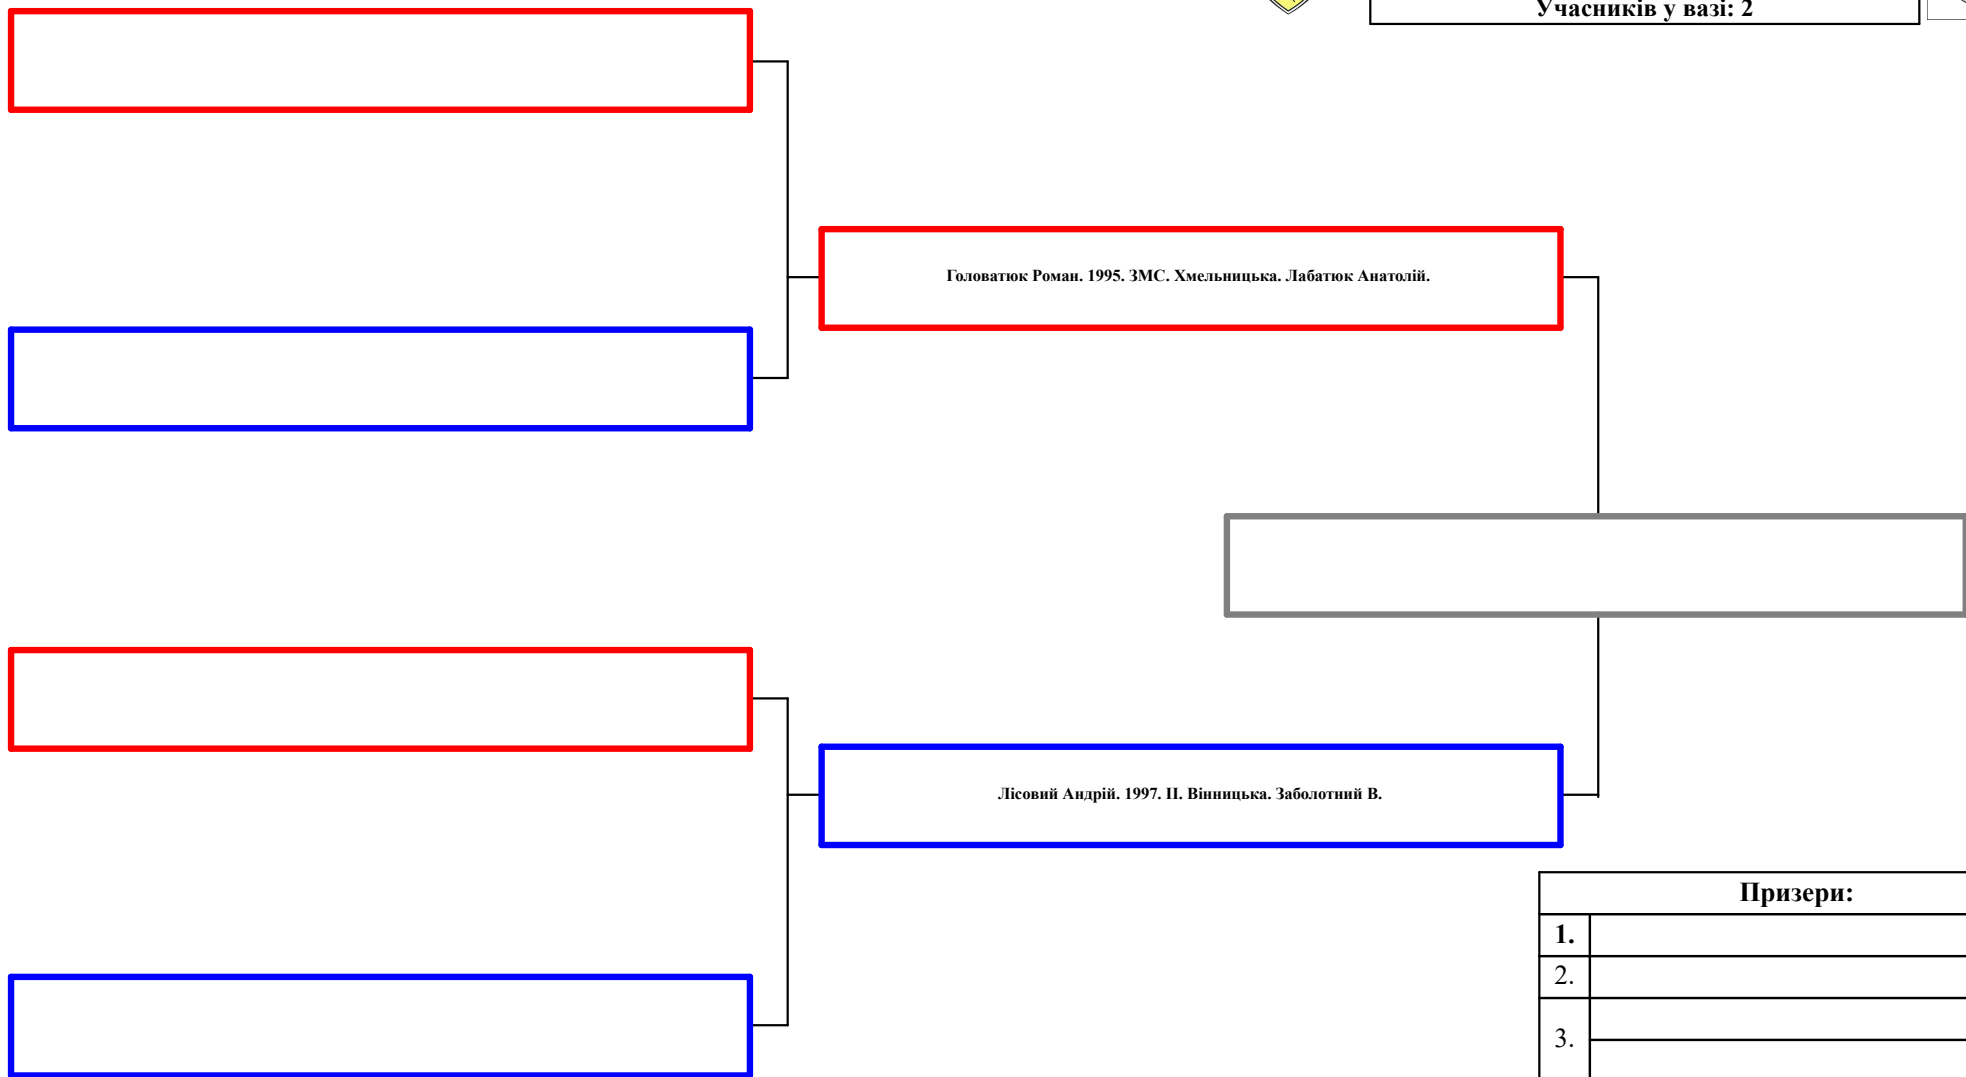 Учасників у вазі: 2
Головатюк Роман. 1995. ЗМС. Хмельницька. Лабатюк Анатолій.
Лісовий Андрій. 1997. II. Вінницька. Заболотний В.
Призери:
1.
2.
3.